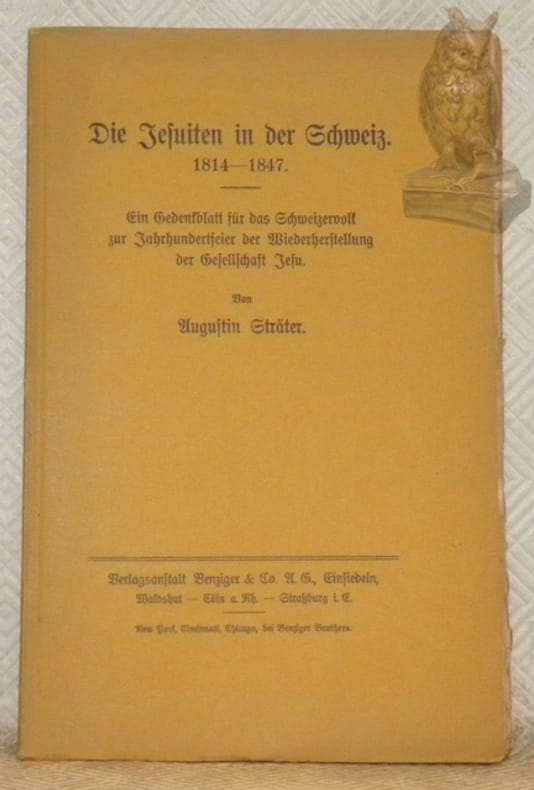 Die Jesuiten in der Schweiz.
1814—1847.
Ein Gedenkblatt für das Schweizervolk
zur Jahrhundertfeier der Wiederherstellung
der Gesellschaft Jesu.
Von
Augustin Sträter.
Verlagsanstalt Benziger & Co. A. G., Einsiedeln,
Waldshut — Cöln a. Rh. — Straßburg i. E.
New York, Cincinnati, Chicago, bei Benziger Brothers.